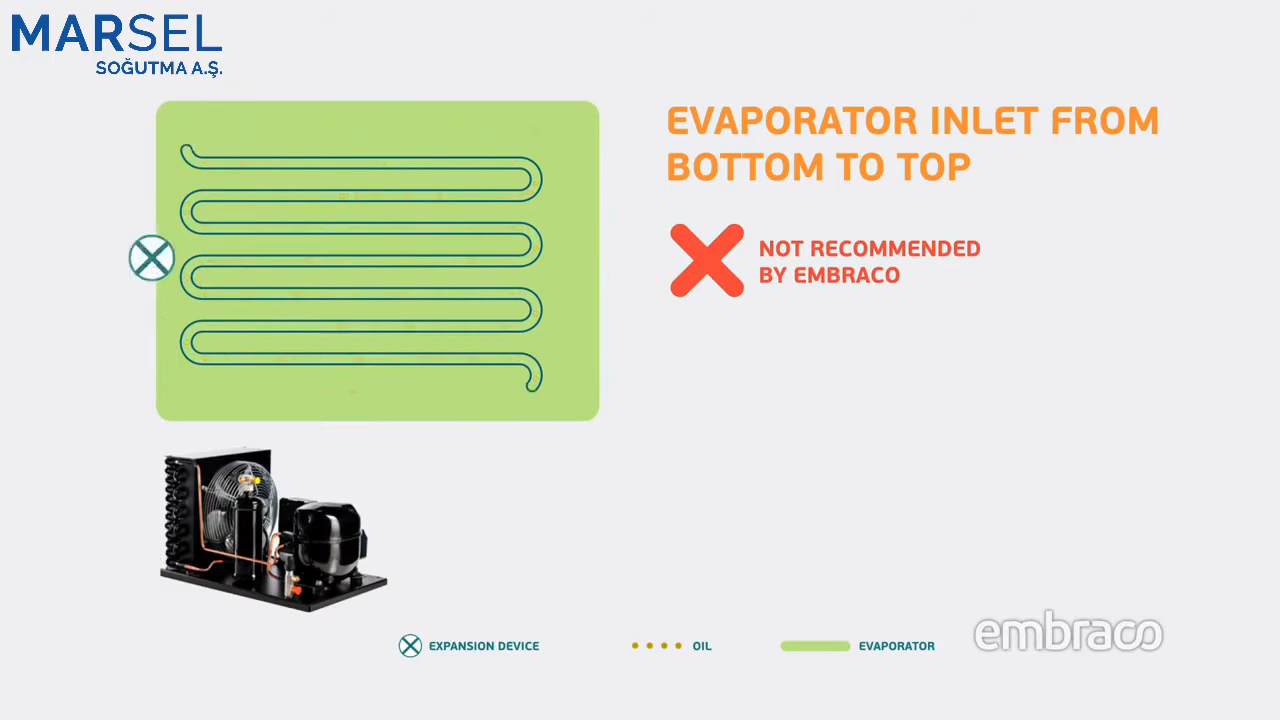 MARSEL
SOĞUTMA A.Ş.
EVAPORATOR INLET FROM
BOTTOM TO TOP
NOT RECOMMENDED
BY EMBRACO
EXPANSION DEVICE
OIL
EVAPORATOR
embraco